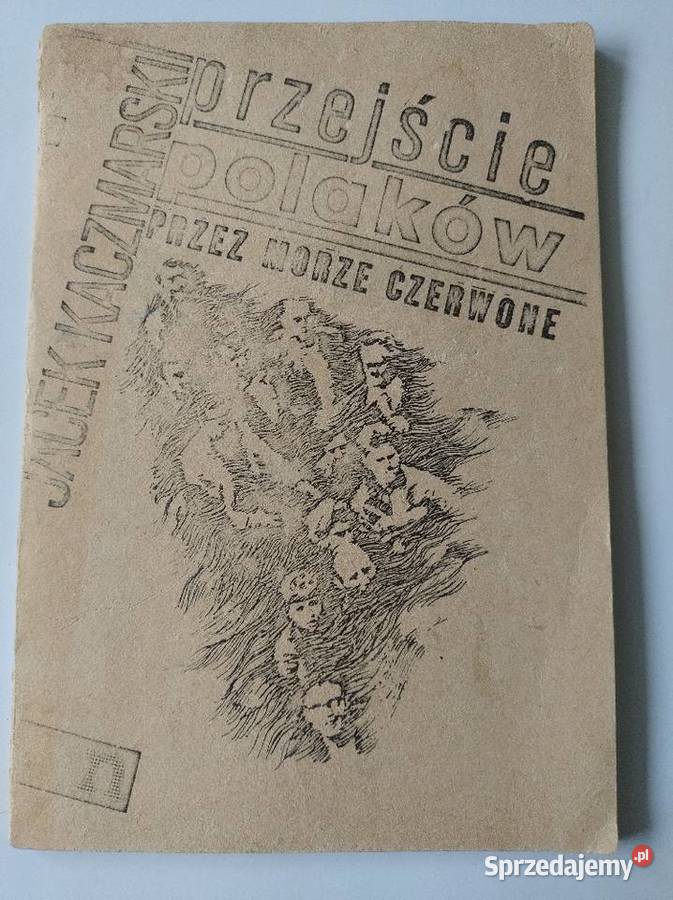 JACEK KACZMARSKI
przejście
polaków
PRZEZ MORZE CZERWONE
n
Sprzedajemy.pl